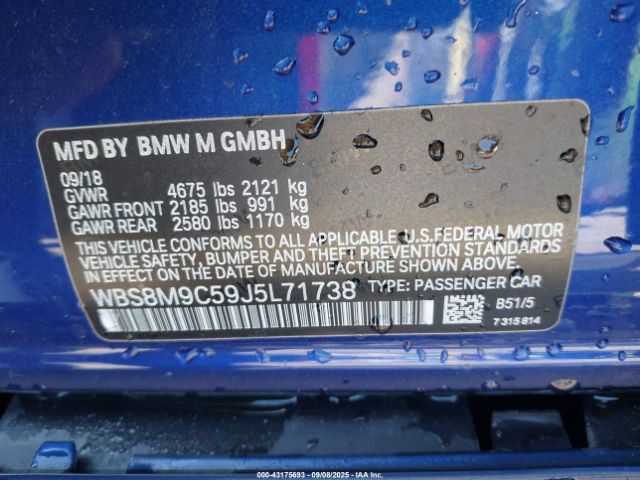 MFD BY BMW M GMBH
09/18
GVWR 4675 lbs 2121 kg
GAWR FRONT 2185 lbs 991 kg
GAWR REAR 2580 lbs 1170 kg
THIS VEHICLE CONFORMS TO ALL APPLICABLE U.S.FEDERAL MOTOR
VEHICLE SAFETY, BUMPER AND THEFT PREVENTION STANDARDS
IN EFFECT ON THE DATE OF MANUFACTURE SHOWN ABOVE.
WBS8M9C59J5L71738 TYPE: PASSENGER CAR
B51/5
7 315 814
000-43175693 - 09/08/2025 - IAAI.COM